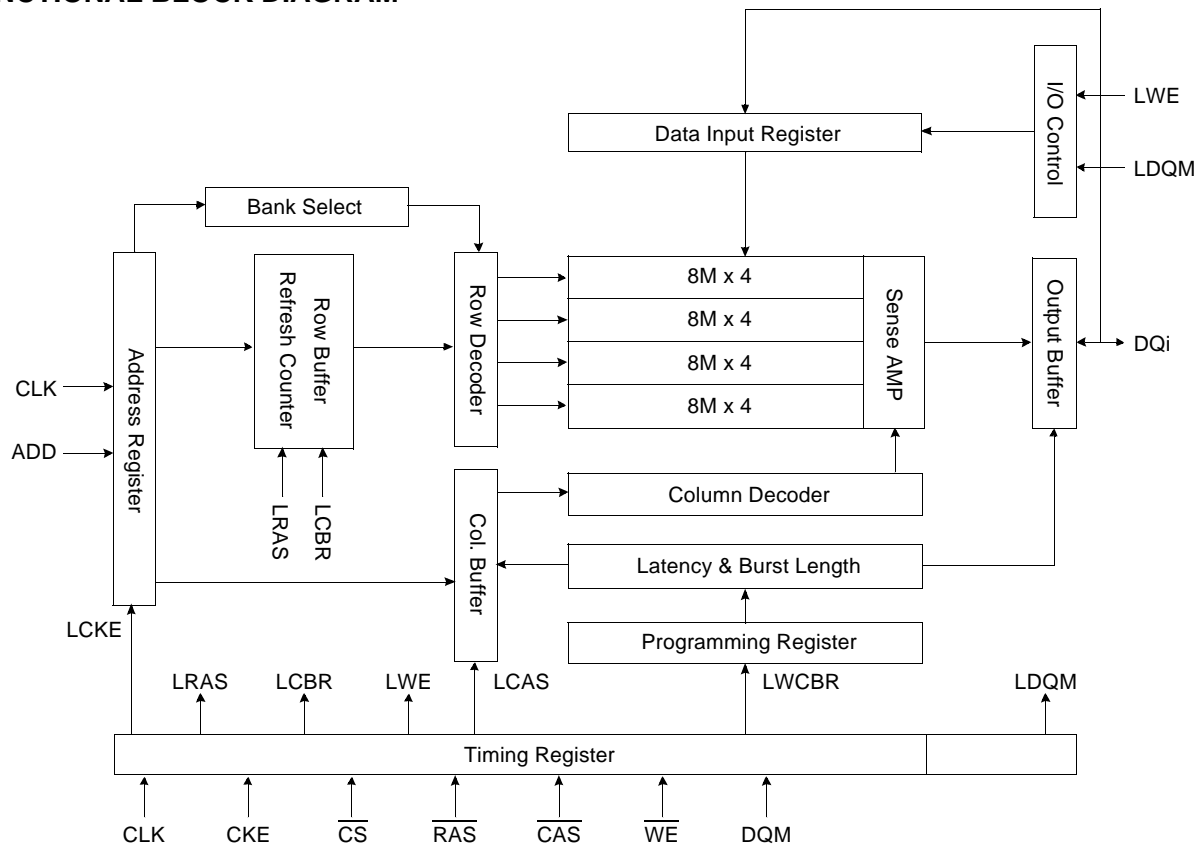 NCTIONAL BLOCK DIAGRAM
I/O Control
LWE
Data Input Register
LDQM
Bank Select
Address Register
Refresh Counter
Row Buffer
Row Decoder
8M x 4
8M x 4
8M x 4
8M x 4
Sense AMP
Output Buffer
DQi
CLK
ADD
LRAS
LCBR
Col. Buffer
Column Decoder
Latency & Burst Length
Programming Register
LCKE
LRAS
LCBR
LWE
LCAS
LWCBR
LDQM
Timing Register
CLK
CKE
CS
RAS
CAS
WE
DQM